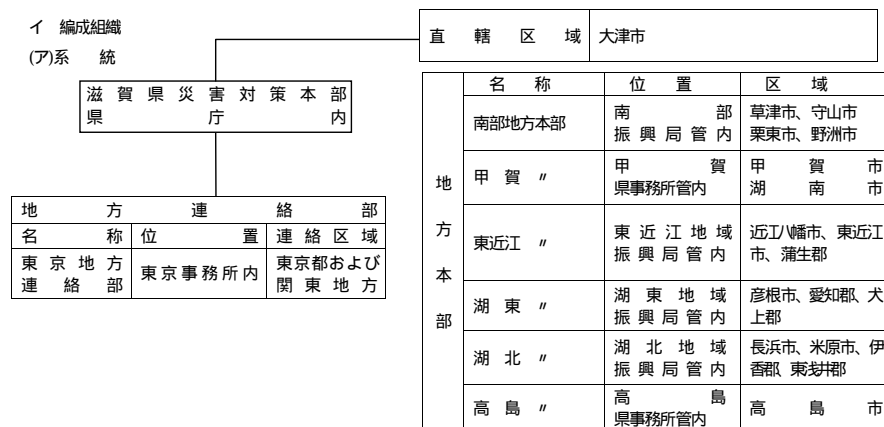 イ 編成組織
(ア)系 統
滋賀県災害対策本部
県庁内
直轄区域 大津市
地方連絡部
名称 位置 連絡区域
東京地方連絡部 東京事務所内 東京都および関東地方
地方本部
名称 位置 区域
南部地方本部 南部振興局管内 草津市、守山市栗東市、野洲市
甲賀 〃 甲賀県事務所管内 甲賀市湖南市
東近江 〃 東近江地域振興局管内 近江八幡市、東近江市、蒲生郡
湖東 〃 湖東地域振興局管内 彦根市、愛知郡、犬上郡
湖北 〃 湖北地域振興局管内 長浜市、米原市、伊香郡、東浅井郡
高島 〃 高島県事務所管内 高島市